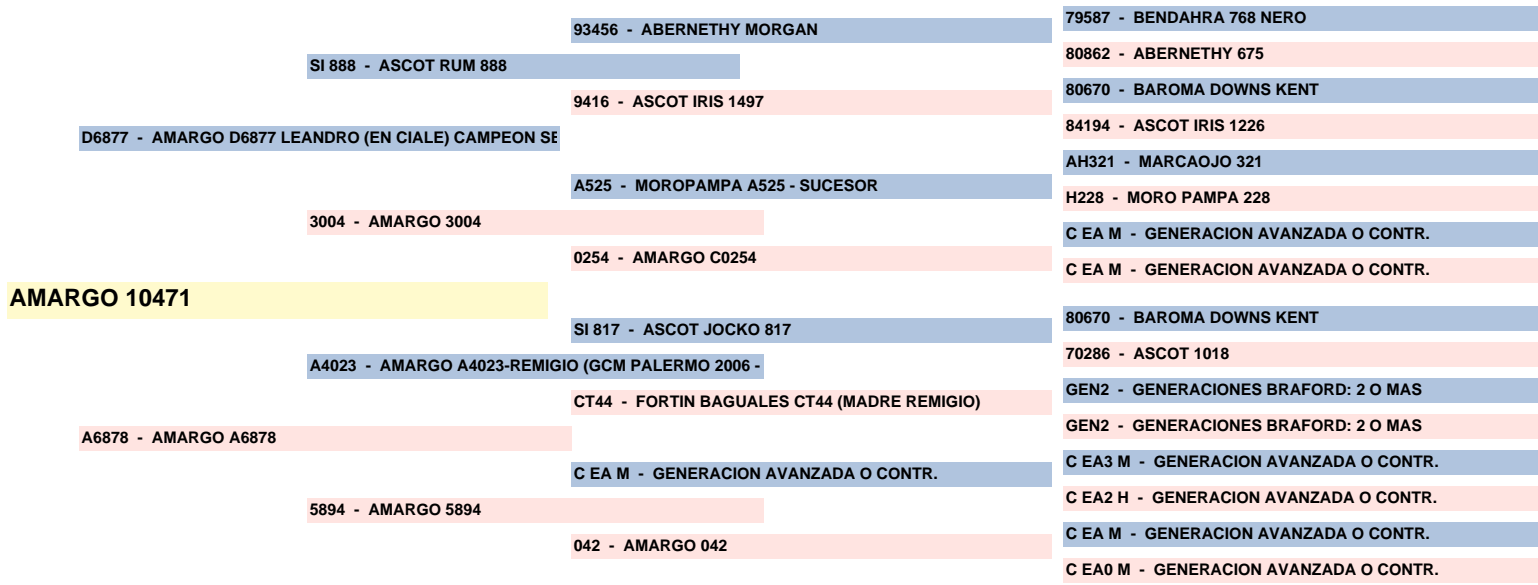 79587 - BENDAHRA 768 NERO
93456 - ABERNETHY MORGAN
80862 - ABERNETHY 675
SI 888 - ASCOT RUM 888
80670 - BAROMA DOWNS KENT
9416 - ASCOT IRIS 1497
84194 - ASCOT IRIS 1226
D6877 - AMARGO D6877 LEANDRO (EN CIALE) CAMPEON SE
AH321 - MARCAOJO 321
A525 - MOROPAMPA A525 - SUCESOR
H228 - MORO PAMPA 228
3004 - AMARGO 3004
C EA M - GENERACION AVANZADA O CONTR.
0254 - AMARGO C0254
C EA M - GENERACION AVANZADA O CONTR.
AMARGO 10471
80670 - BAROMA DOWNS KENT
SI 817 - ASCOT JOCKO 817
70286 - ASCOT 1018
A4023 - AMARGO A4023-REMIGIO (GCM PALERMO 2006 -
GEN2 - GENERACIONES BRAFORD: 2 O MAS
CT44 - FORTIN BAGUALES CT44 (MADRE REMIGIO)
GEN2 - GENERACIONES BRAFORD: 2 O MAS
A6878 - AMARGO A6878
C EA3 M - GENERACION AVANZADA O CONTR.
C EA M - GENERACION AVANZADA O CONTR.
C EA2 H - GENERACION AVANZADA O CONTR.
5894 - AMARGO 5894
C EA M - GENERACION AVANZADA O CONTR.
042 - AMARGO 042
C EA0 M - GENERACION AVANZADA O CONTR.